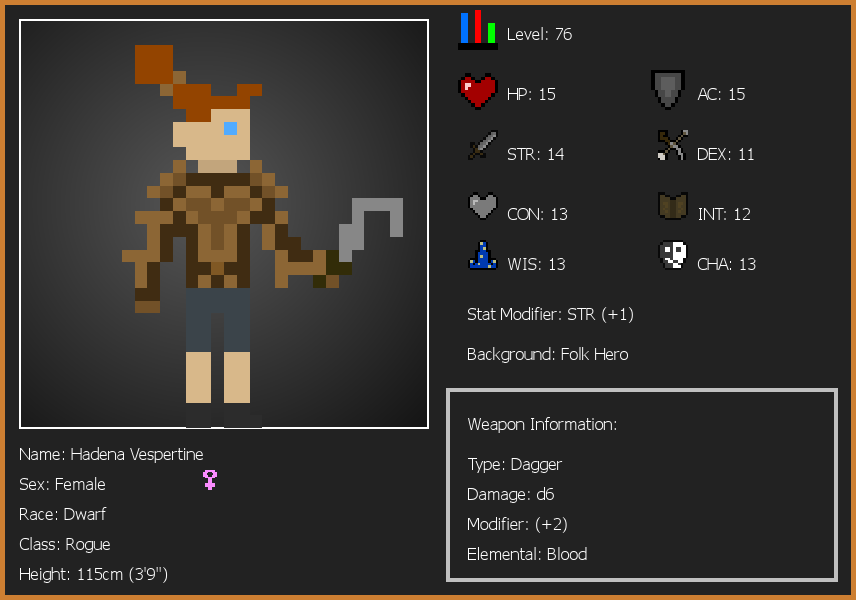 Level: 76
HP: 15
AC: 15
STR: 14
DEX: 11
CON: 13
INT: 12
WIS: 13
CHA: 13
Stat Modifier: STR (+1)
Background: Folk Hero
Weapon Information:
Type: Dagger
Damage: d6
Modifier: (+2)
Elemental: Blood
Name: Hadena Vespertine
Sex: Female
Race: Dwarf
Class: Rogue
Height: 115cm (3'9")